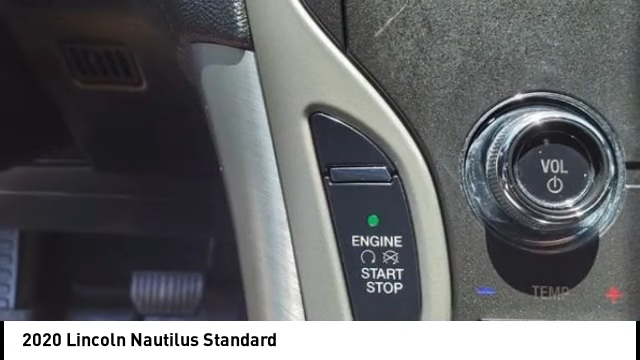 VOL
ENGINE
START
STOP
- TEMP +
2020 Lincoln Nautilus Standard